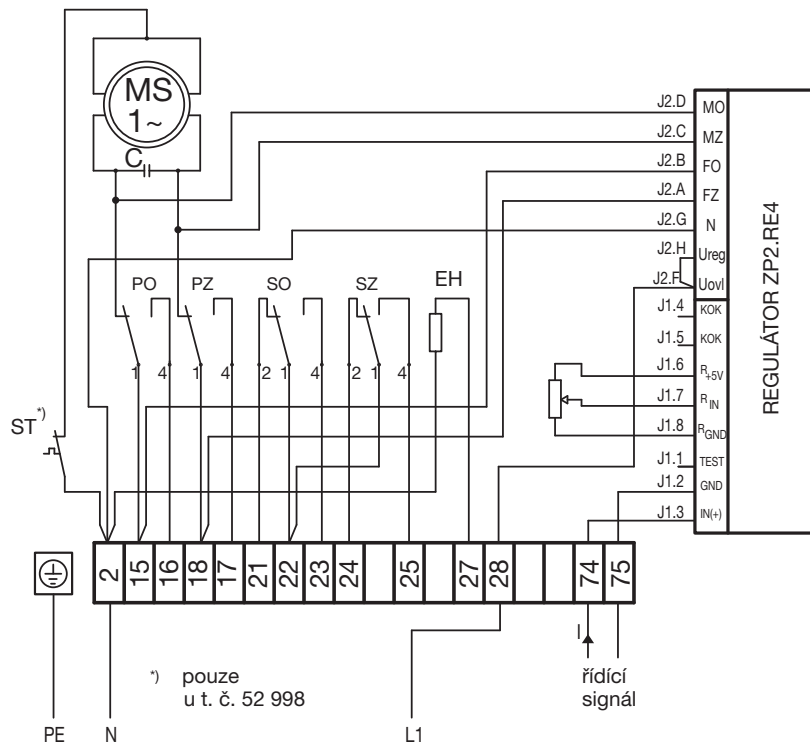 MS
1~
C
J2.D MO
J2.C MZ
J2.B FO
J2.A FZ
J2.G N
J2.H Ureg
J2.F Uovl
J1.4 KOK
J1.5 KOK
J1.6 R+5V
J1.7 R IN
J1.8 RGND
J1.1 TEST
J1.2 GND
J1.3 IN(+)
REGULÁTOR ZP2.RE4
PO PZ SO SZ EH
1 4 1 4 2 1 4 2 1 4
ST*)
2 15 16 18 17 21 22 23 24 25 27 28 74 75
I
*) pouze
u t. č. 52 998
řídící
signál
PE N L1